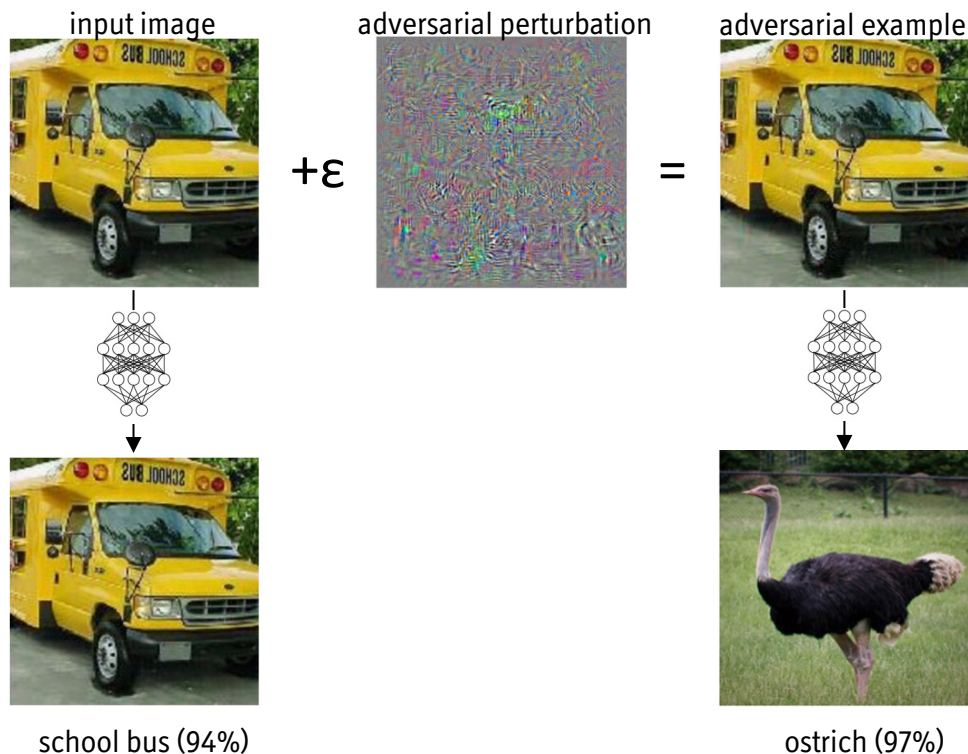 input image
adversarial perturbation
adversarial example
SCHOOL BUS
+ε
=
SCHOOL BUS
SCHOOL BUS
school bus (94%)
ostrich (97%)